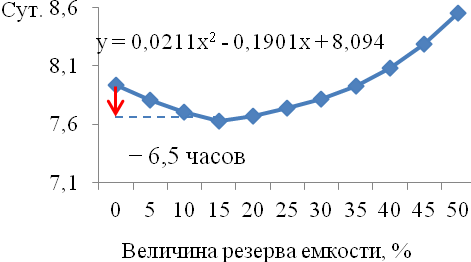 Сут. 8,6
y = 0,0211x² - 0,1901x + 8,094
8,1
7,6
– 6,5 часов
7,1
0 5 10 15 20 25 30 35 40 45 50
Величина резерва емкости, %